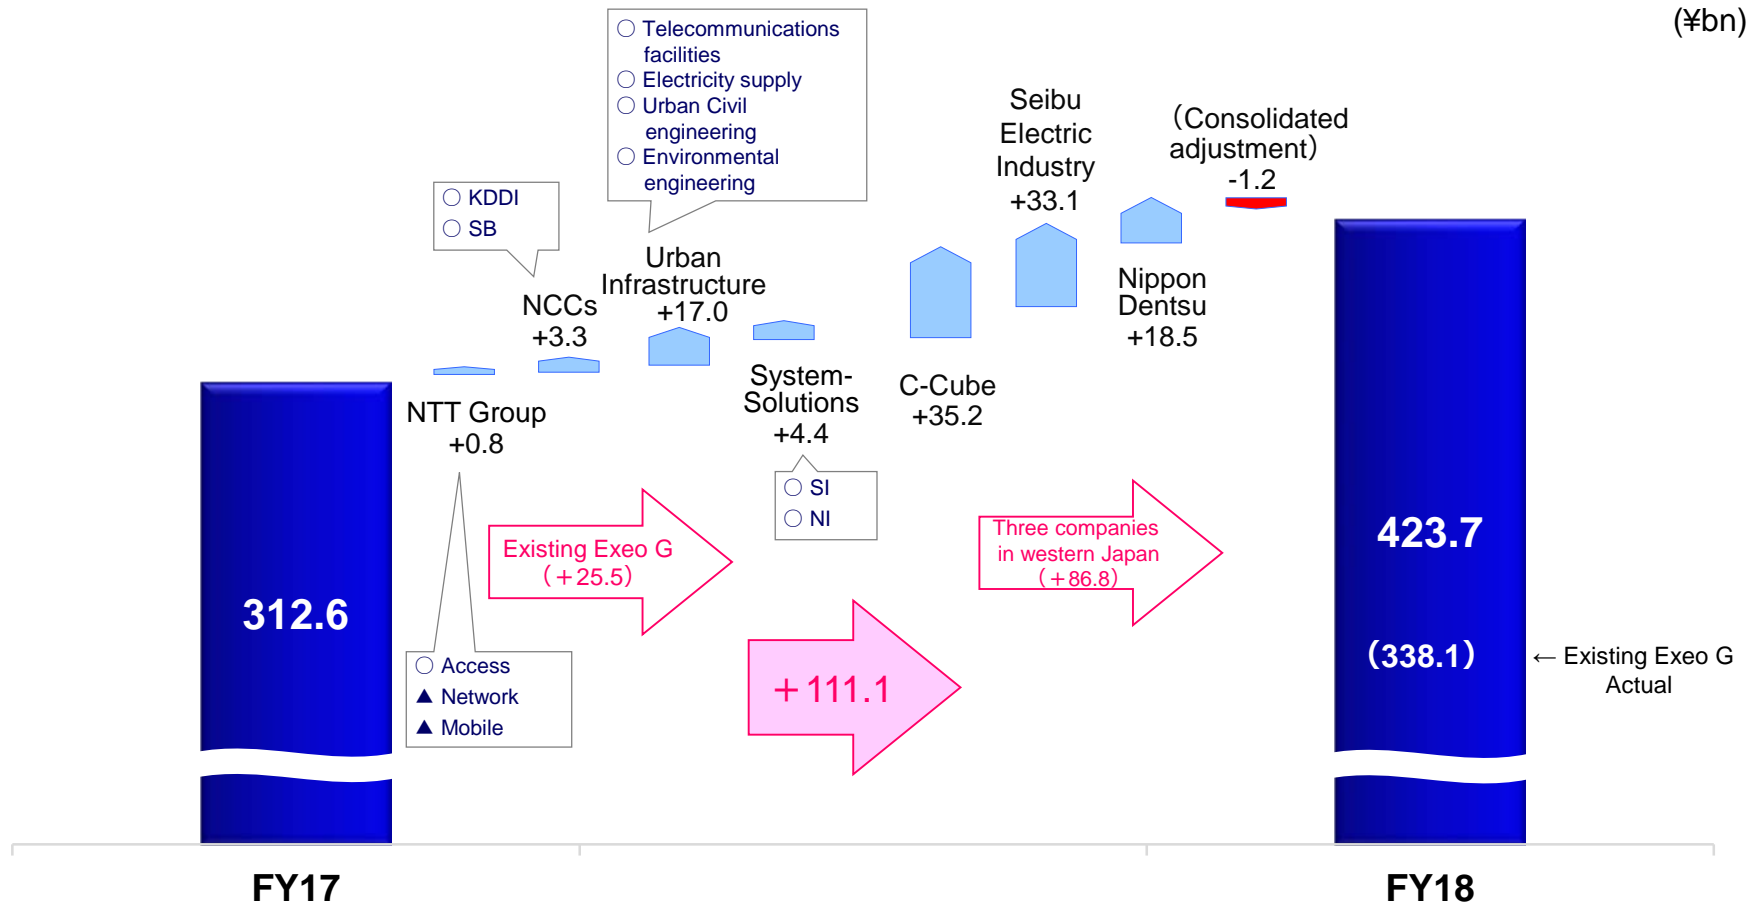 (¥bn)
○ Telecommunications
facilities
○ Electricity supply
○ Urban Civil
engineering
○ Environmental
engineering
○ KDDI
○ SB
NCCs
+3.3
Urban
Infrastructure
+17.0
Seibu
Electric
Industry
+33.1
（Consolidated
adjustment）
-1.2
Nippon
Dentsu
+18.5
NTT Group
+0.8
System-
Solutions
+4.4
C-Cube
+35.2
○ SI
○ NI
Existing Exeo G
（＋25.5）
Three companies
in western Japan
（＋86.8）
＋111.1
○ Access
▲ Network
▲ Mobile
312.6
423.7
（338.1）
← Existing Exeo G
Actual
FY17
FY18